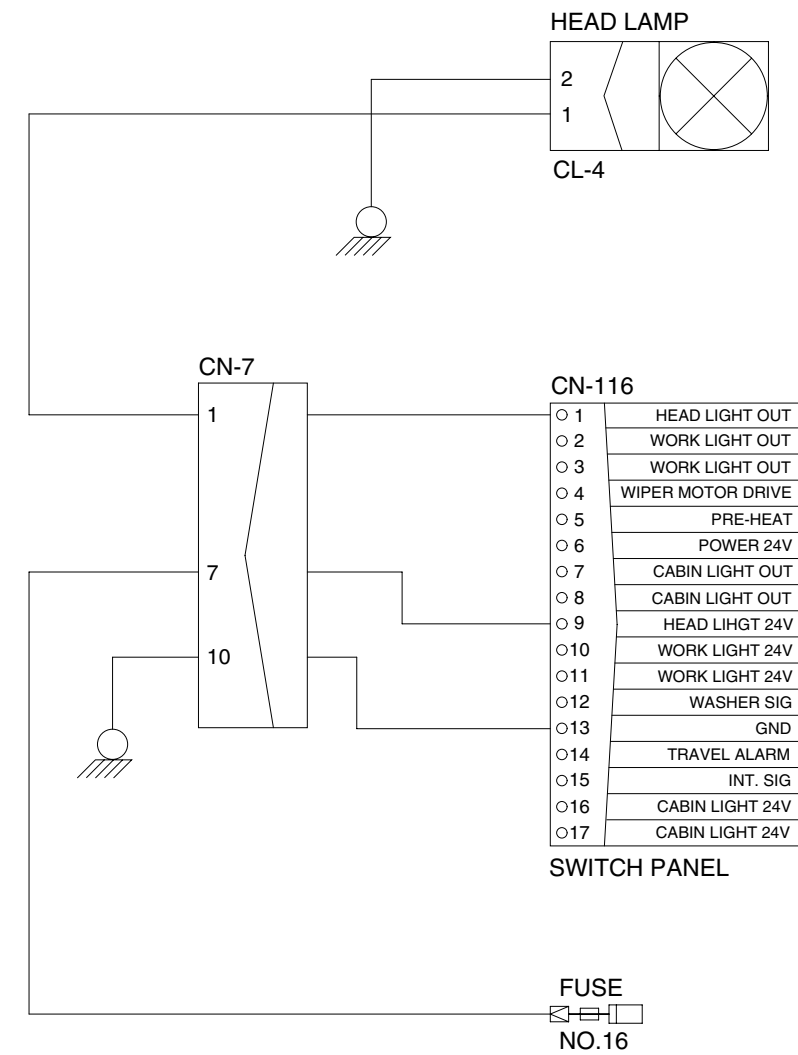 HEAD LAMP
2
1
CL-4
CN-7
1
7
10
CN-116
1 HEAD LIGHT OUT
2 WORK LIGHT OUT
3 WORK LIGHT OUT
4 WIPER MOTOR DRIVE
5 PRE-HEAT
6 POWER 24V
7 CABIN LIGHT OUT
8 CABIN LIGHT OUT
9 HEAD LIHGT 24V
10 WORK LIGHT 24V
11 WORK LIGHT 24V
12 WASHER SIG
13 GND
14 TRAVEL ALARM
15 INT. SIG
16 CABIN LIGHT 24V
17 CABIN LIGHT 24V
SWITCH PANEL
FUSE
NO.16